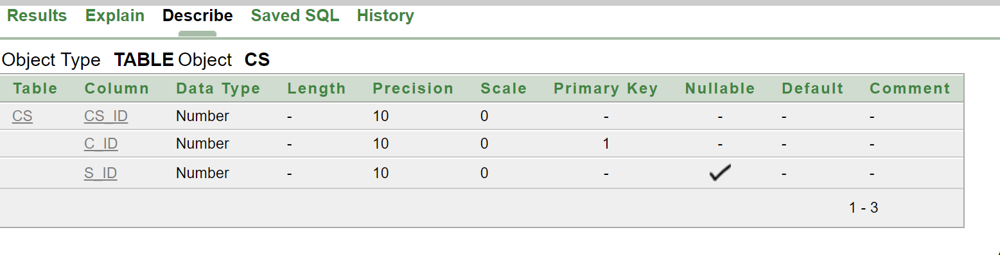 Results Explain Describe Saved SQL History
Object Type TABLE Object CS
Table Column Data Type Length Precision Scale Primary Key Nullable Default Comment
CS CS_ID Number - 10 0 - - - -
C_ID Number - 10 0 1 - - -
S_ID Number - 10 0 - ✓ - -
1 - 3